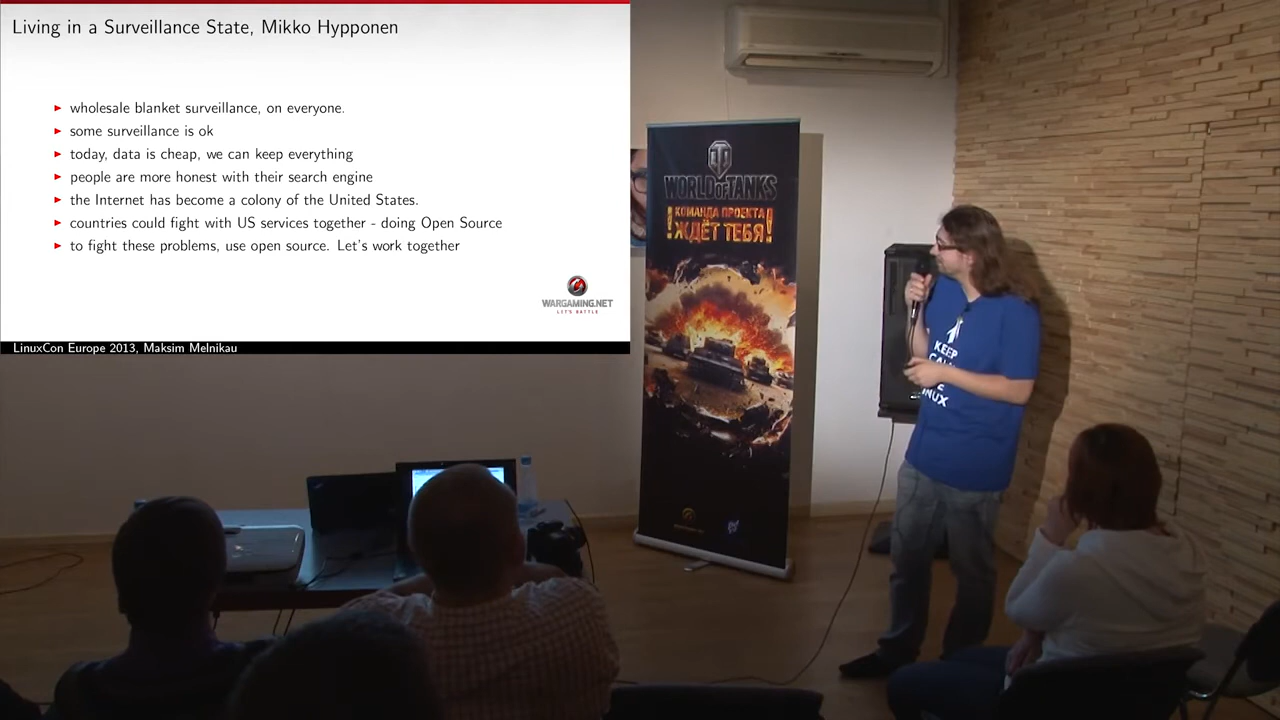 Living in a Surveillance State, Mikko Hypponen
wholesale blanket surveillance, on everyone.
some surveillance is ok
today, data is cheap, we can keep everything
people are more honest with their search engine
the Internet has become a colony of the United States.
countries could fight with US services together - doing Open Source
to fight these problems, use open source. Let's work together
WARGAMING.NET
LET'S BATTLE
LinuxCon Europe 2013, Maksim Melnikau
WORLD OF TANKS
КОМАНДА ПРОЕКТА
ЖДЁТ ТЕБЯ!
KEEP